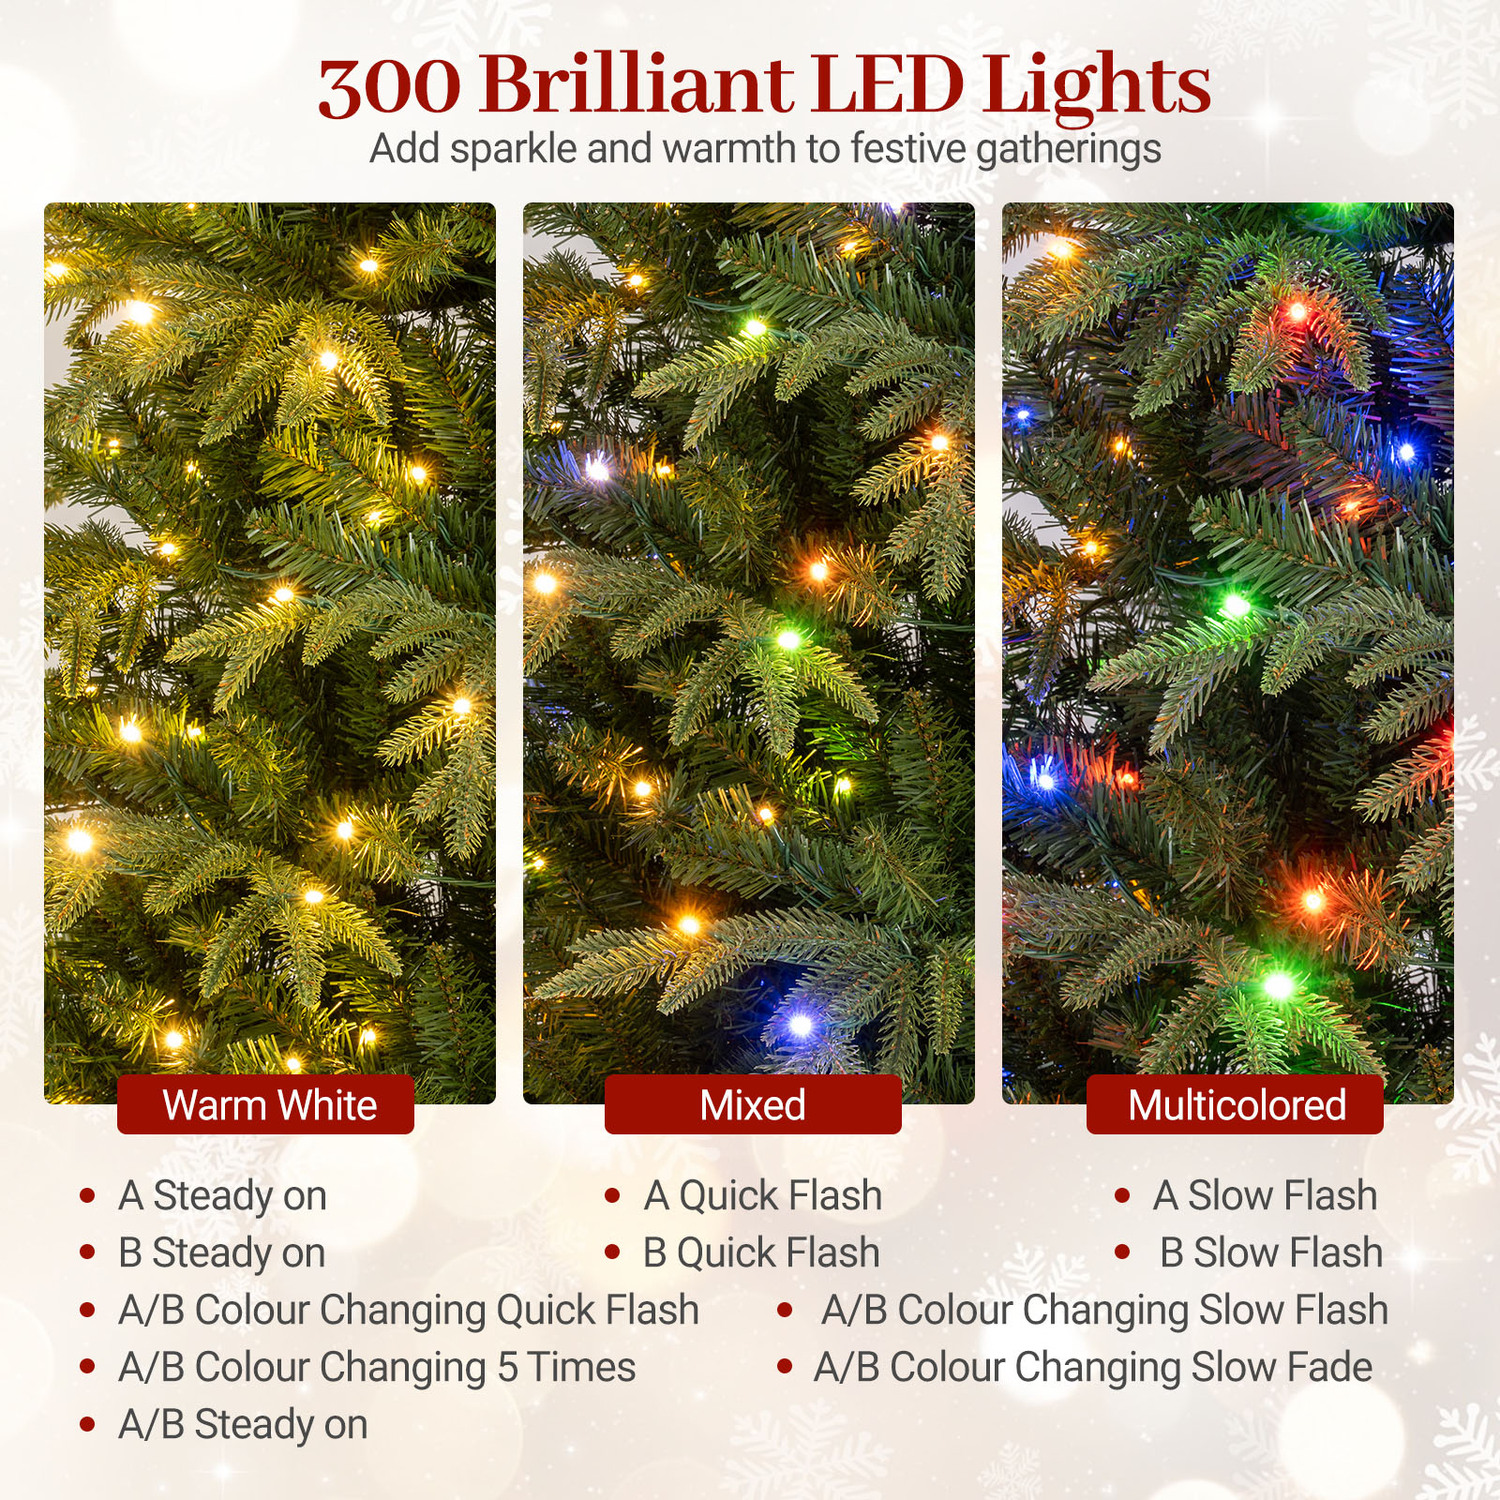 300 Brilliant LED Lights
Add sparkle and warmth to festive gatherings
Warm White
Mixed
Multicolored
• A Steady on
• A Quick Flash
• A Slow Flash
• B Steady on
• B Quick Flash
• B Slow Flash
• A/B Colour Changing Quick Flash
• A/B Colour Changing Slow Flash
• A/B Colour Changing 5 Times
• A/B Colour Changing Slow Fade
• A/B Steady on